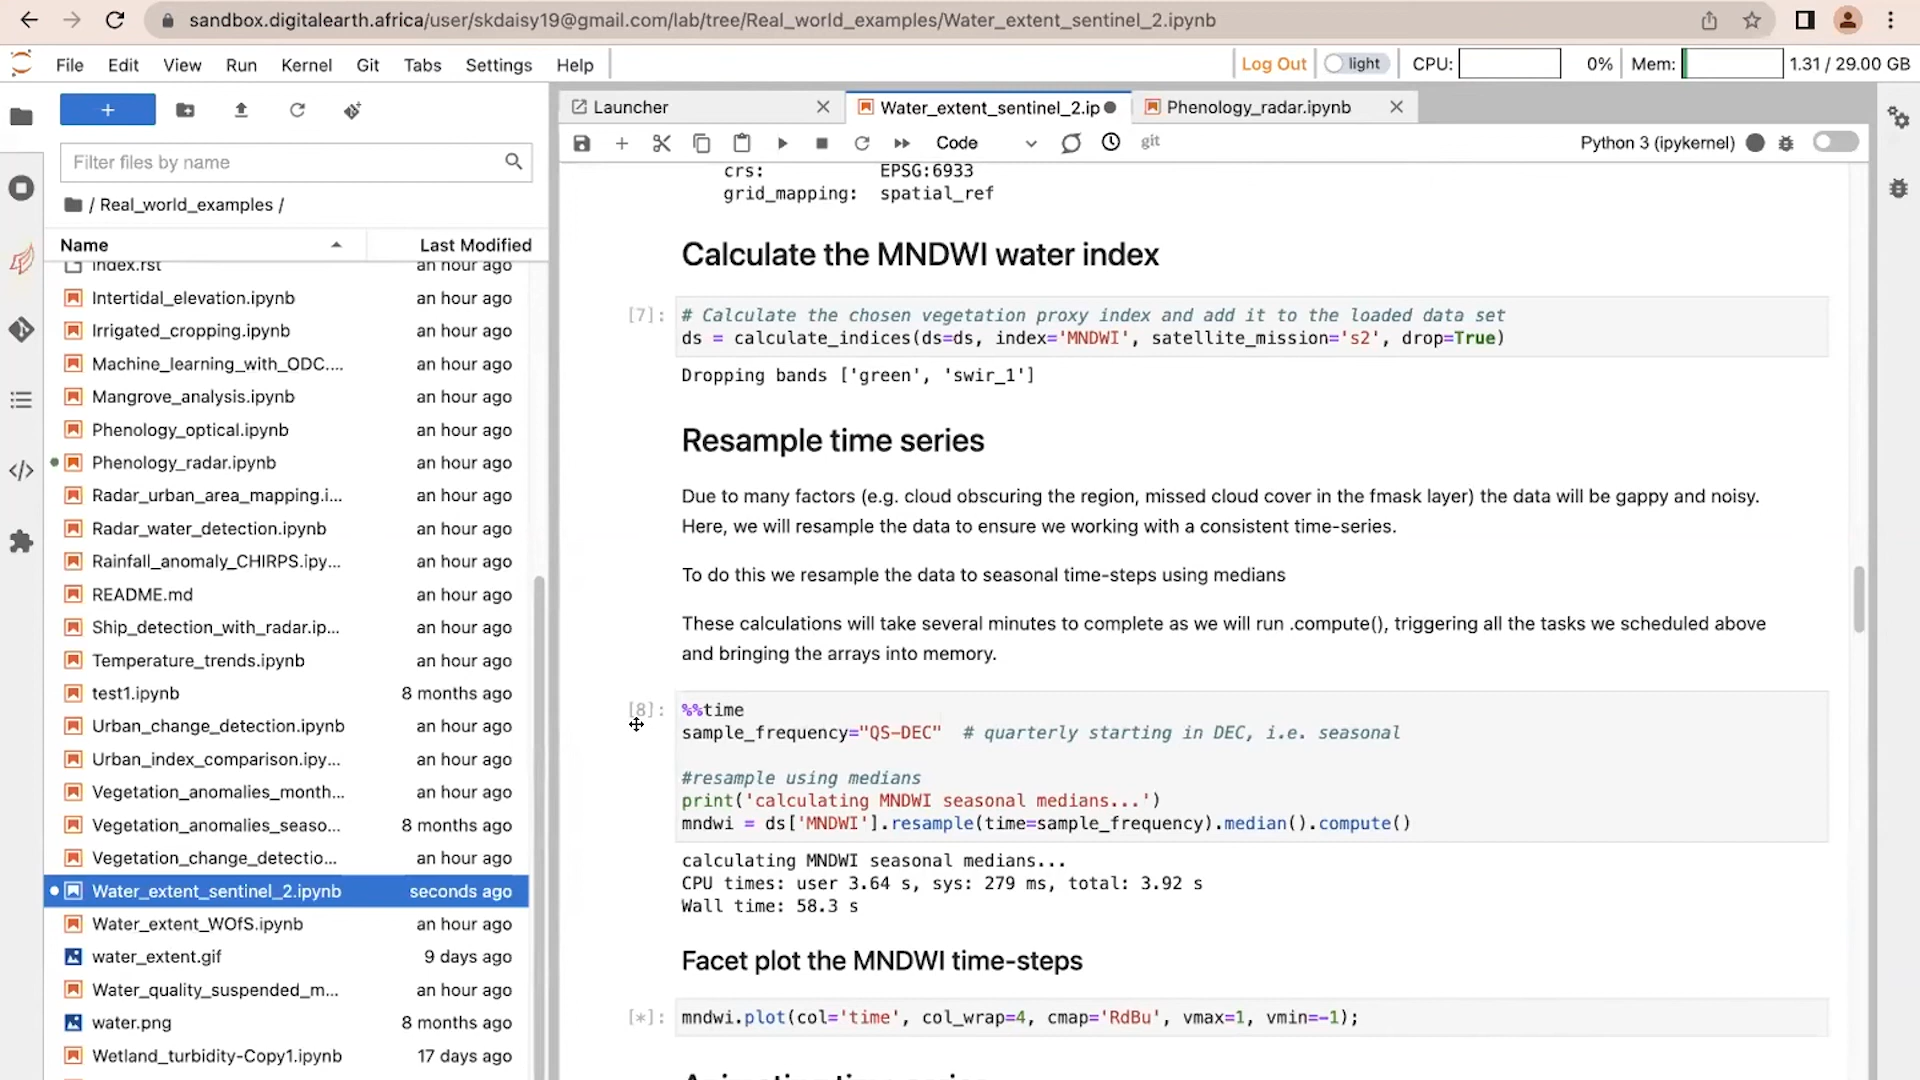 sandbox.digitalearth.africa/user/skdaisy19@gmail.com/lab/tree/Real_world_examples/Water_extent_sentinel_2.ipynb
File Edit View Run Kernel Git Tabs Settings Help
Log Out light CPU: 0% Mem: 1.31 / 29.00 GB
+
Filter files by name
/ Real_world_examples /
Name Last Modified
index.rst an hour ago
Intertidal_elevation.ipynb an hour ago
Irrigated_cropping.ipynb an hour ago
Machine_learning_with_ODC.... an hour ago
Mangrove_analysis.ipynb an hour ago
Phenology_optical.ipynb an hour ago
Phenology_radar.ipynb an hour ago
Radar_urban_area_mapping.i... an hour ago
Radar_water_detection.ipynb an hour ago
Rainfall_anomaly_CHIRPS.ipy... an hour ago
README.md an hour ago
Ship_detection_with_radar.ip... an hour ago
Temperature_trends.ipynb an hour ago
test1.ipynb 8 months ago
Urban_change_detection.ipynb an hour ago
Urban_index_comparison.ipy... an hour ago
Vegetation_anomalies_month... an hour ago
Vegetation_anomalies_seaso... 8 months ago
Vegetation_change_detectio... an hour ago
Water_extent_sentinel_2.ipynb seconds ago
Water_extent_WOfS.ipynb an hour ago
water_extent.gif 9 days ago
Water_quality_suspended_m... an hour ago
water.png 8 months ago
Wetland_turbidity-Copy1.ipynb 17 days ago
Launcher Water_extent_sentinel_2.ip Phenology_radar.ipynb
Code git Python 3 (ipykernel)
crs: EPSG:6933
grid_mapping: spatial_ref
Calculate the MNDWI water index
[7]: # Calculate the chosen vegetation proxy index and add it to the loaded data set
ds = calculate_indices(ds=ds, index='MNDWI', satellite_mission='s2', drop=True)
Dropping bands ['green', 'swir_1']
Resample time series
Due to many factors (e.g. cloud obscuring the region, missed cloud cover in the fmask layer) the data will be gappy and noisy.
Here, we will resample the data to ensure we working with a consistent time-series.
To do this we resample the data to seasonal time-steps using medians
These calculations will take several minutes to complete as we will run .compute(), triggering all the tasks we scheduled above
and bringing the arrays into memory.
[8]: %%time
sample_frequency="QS-DEC" # quarterly starting in DEC, i.e. seasonal
#resample using medians
print('calculating MNDWI seasonal medians...')
mndwi = ds['MNDWI'].resample(time=sample_frequency).median().compute()
calculating MNDWI seasonal medians...
CPU times: user 3.64 s, sys: 279 ms, total: 3.92 s
Wall time: 58.3 s
Facet plot the MNDWI time-steps
[*]: mndwi.plot(col='time', col_wrap=4, cmap='RdBu', vmax=1, vmin=-1);